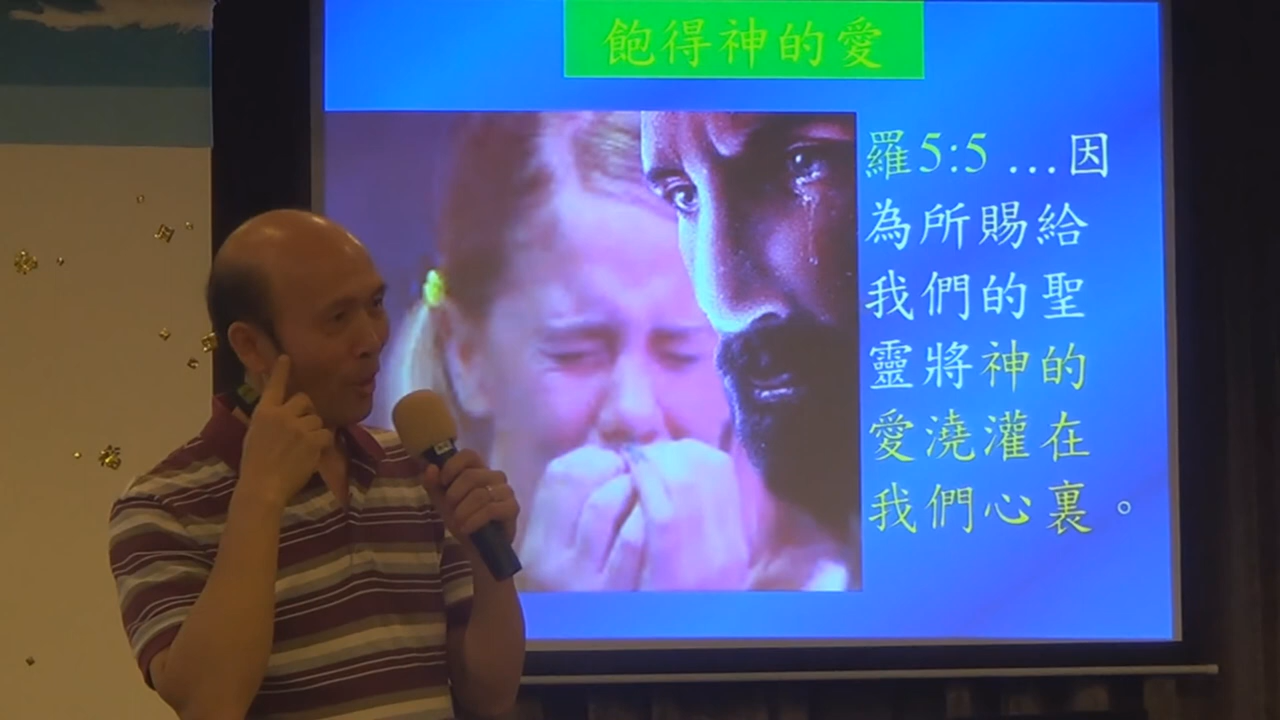 飽得神的愛
羅5:5 …因
為所賜給
我們的聖
靈將神的
愛澆灌在
我們心裏。